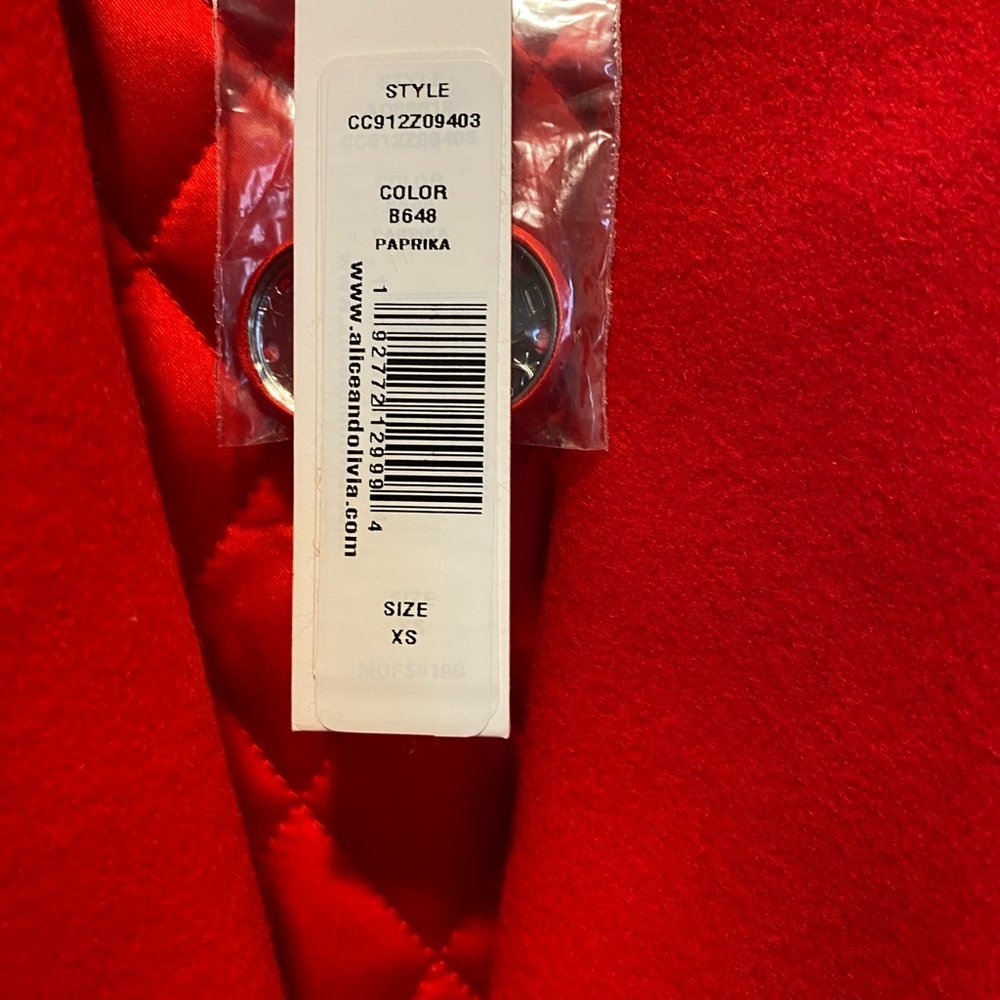 STYLE
CC912Z09403
COLOR
B648
PAPRIKA
www.aliceandolivia.com
1 92772 12999 4
SIZE
XS